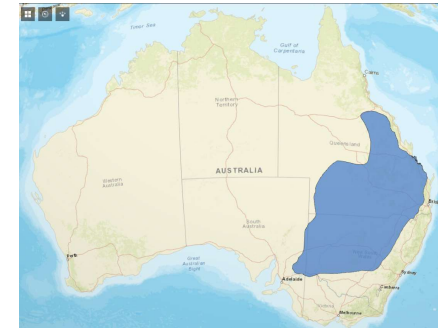 Timor Sea
Gulf of
Carpentaria
Cairns
Northern
Territory
Queensland
Western
Australia
AUSTRALIA
South
Australia
Great
Australian
Bight
Perth
Adelaide
Sydney
Canberra
Melbourne